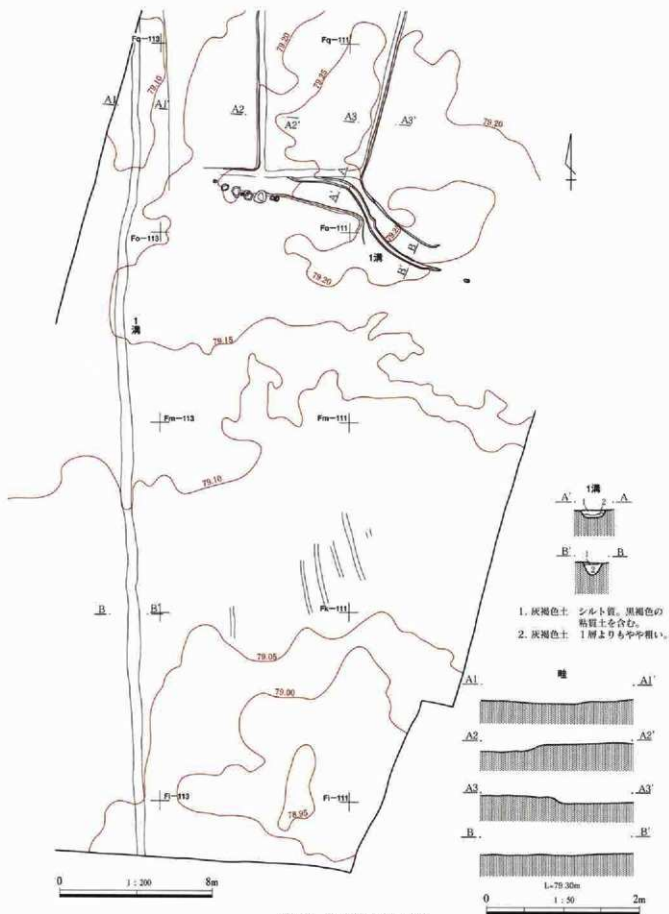 79.20
79.25
79.10
Fq-113
Fq-111
A1
A1'
A2
A2'
A3
A3'
79.20
A
A'
Fo-113
Fo-111
79.25
B
B'
1溝
79.20
1
溝
79.15
Fm-113
Fm-111
79.10
1溝
A'
A
1
2
B'
B
1
2
1. 灰褐色土 シルト質。黒褐色の
粘質土を含む。
2. 灰褐色土 1層よりもやや粗い。
B
B'
Fk-111
79.05
79.00
畦
A1
A1'
A2
A2'
A3
A3'
B
B'
Fi-113
Fi-111
78.95
L=79.30m
0
1：200
8m
0
1：50
2m